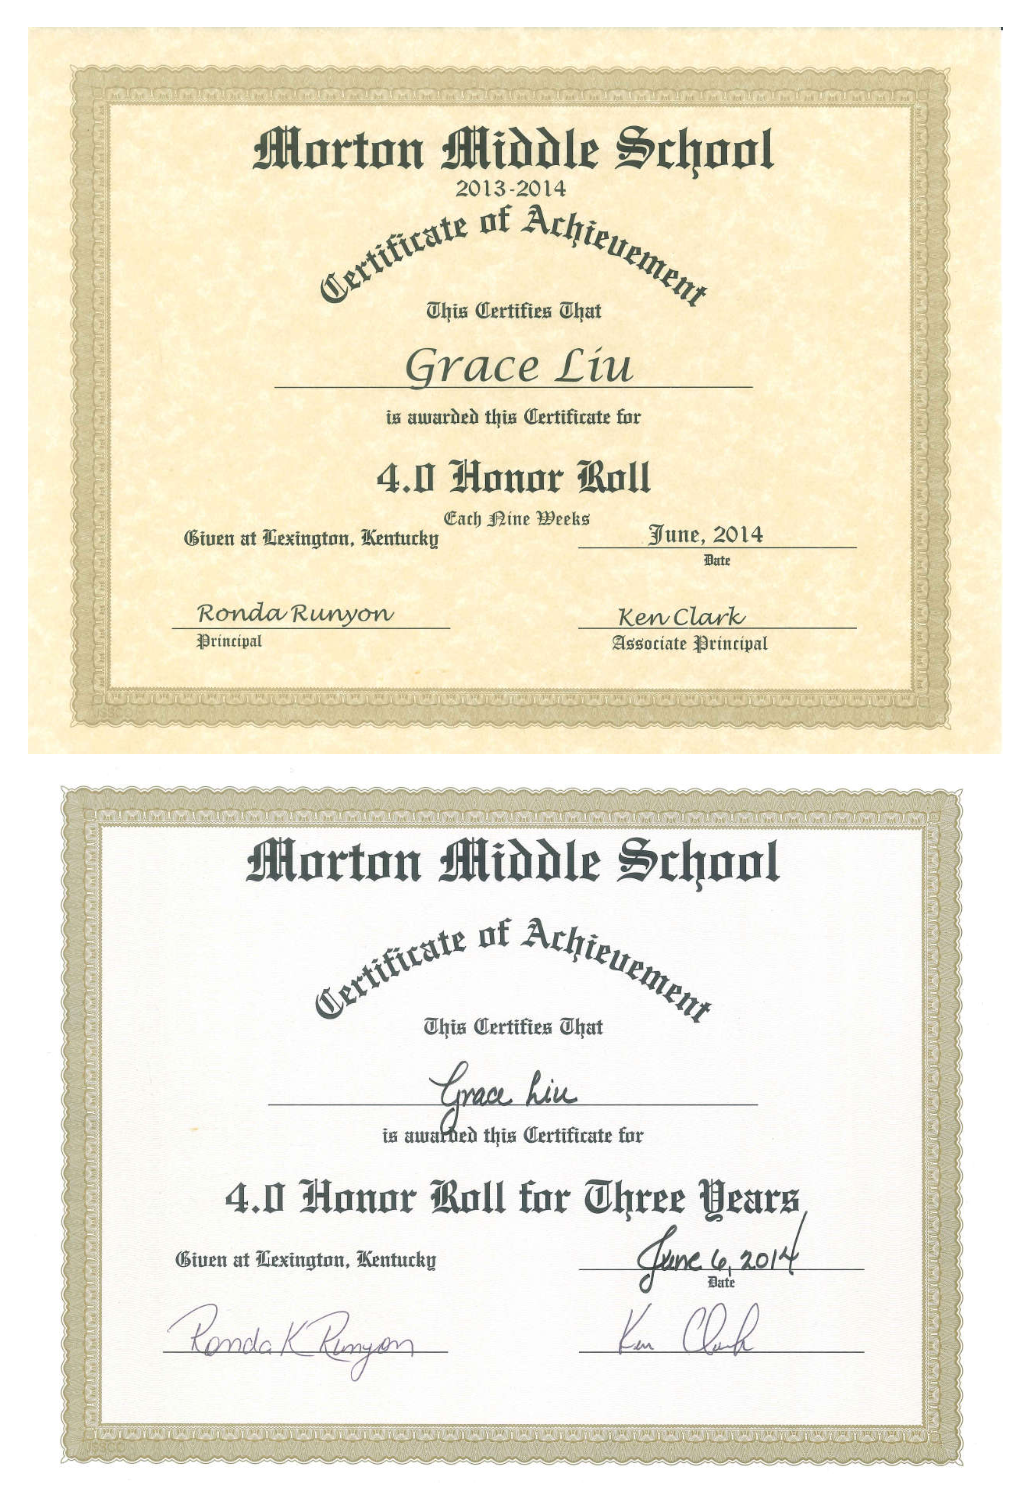 Morton Middle School
2013-2014
Certificate of Achievement
This Certifies That
Grace Liu
is awarded this Certificate for
4.0 Honor Roll
Each Nine Weeks
Given at Lexington, Kentucky June, 2014
Date
Ronda Runyon Ken Clark
Principal Associate Principal
Morton Middle School
Certificate of Achievement
This Certifies That
Grace Liu
is awarded this Certificate for
4.0 Honor Roll for Three Years
Given at Lexington, Kentucky June 6, 2014
Date
Ronda K Runyon Ken Clark